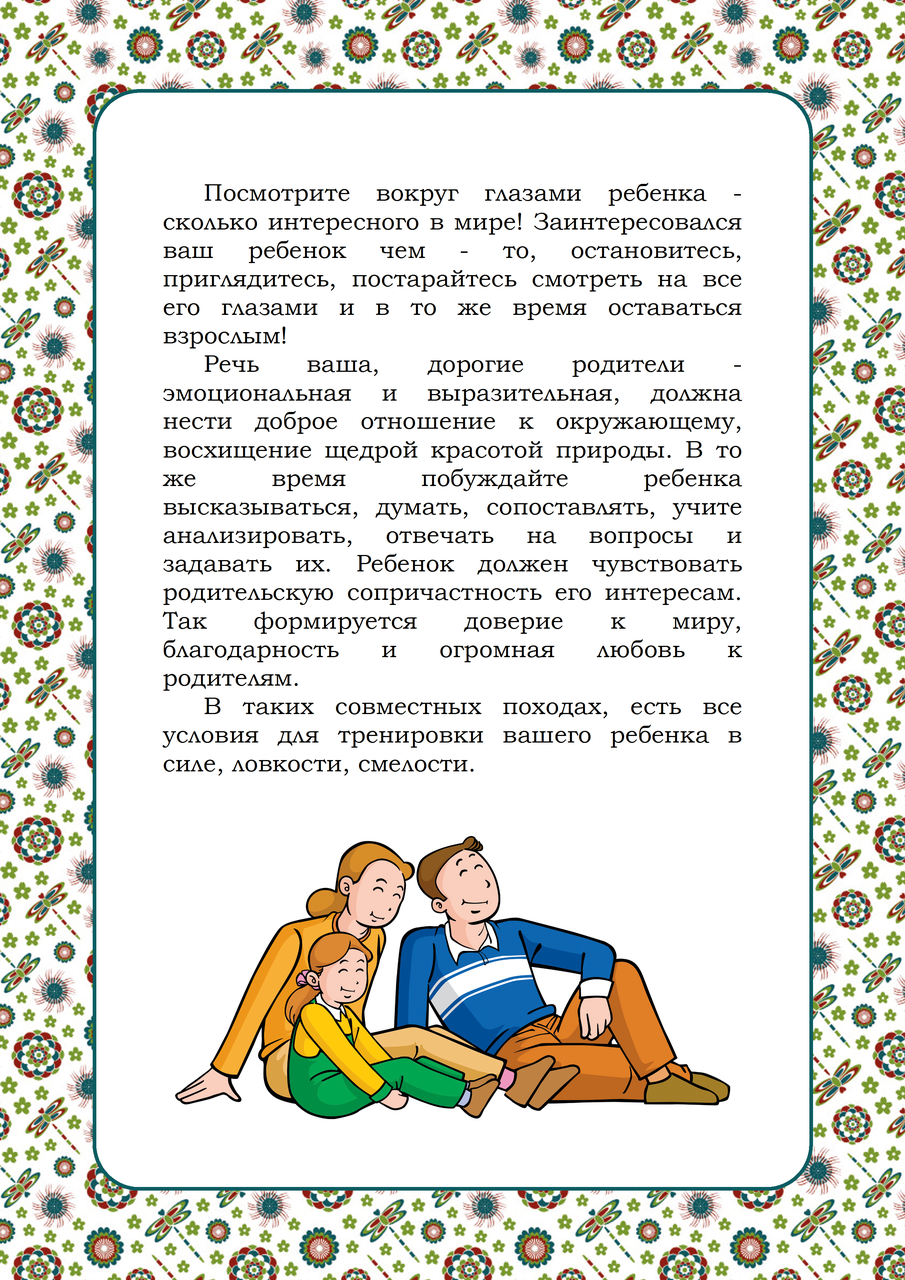 Посмотрите вокруг глазами ребенка -
сколько интересного в мире! Заинтересовался
ваш ребенок чем - то, остановитесь,
приглядитесь, постарайтесь смотреть на все
его глазами и в то же время оставаться
взрослым!
Речь ваша, дорогие родители -
эмоциональная и выразительная, должна
нести доброе отношение к окружающему,
восхищение щедрой красотой природы. В то
же время побуждайте ребенка
высказываться, думать, сопоставлять, учите
анализировать, отвечать на вопросы и
задавать их. Ребенок должен чувствовать
родительскую сопричастность его интересам.
Так формируется доверие к миру,
благодарность и огромная любовь к
родителям.
В таких совместных походах, есть все
условия для тренировки вашего ребенка в
силе, ловкости, смелости.